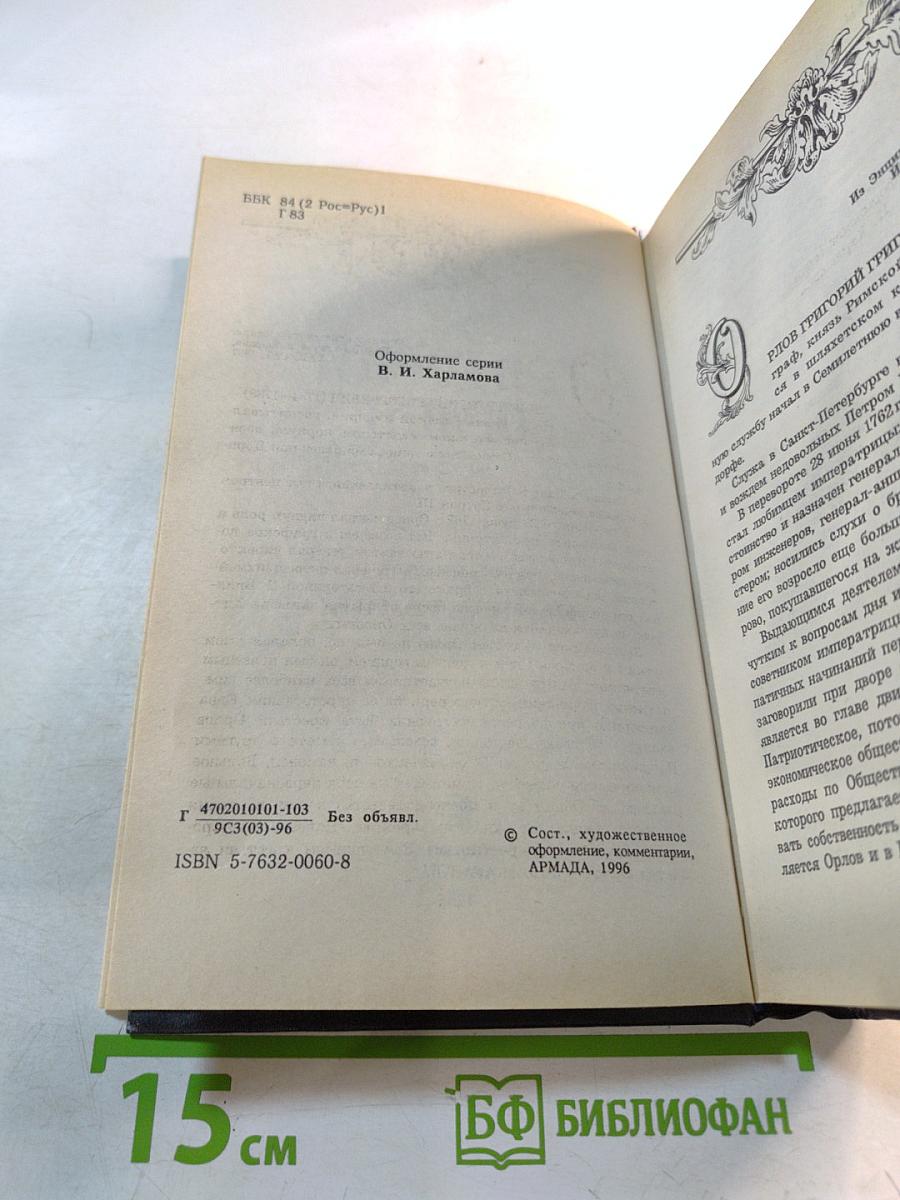 ББК 84 (2 Рос=Рус)1
Г 83
Оформление серии
В. И. Харламова
Г 4702010101-103 Без объявл.
9С3(03)-96
ISBN 5-7632-0060-8
© Сост., художественное
оформление, комментарии,
АРМАДА, 1996
Из
ОРЛОВ ГРИГ
граф, князь Римской
ся в шляхетском к
ную службу начал в Семилетнюю в
дорфе.
Служа в Санкт-Петербурге
и вождем недовольных Петром
В перевороте 28 июня 1762 г
стал любимцем императрицы
стоинство и назначен генерал
ром инженеров, генерал-анш
стером; носились слухи о бр
ние его возросло еще больш
рово, покушавшегося на ж
Выдающимся деятелем
чутким к вопросам дня и
советником императриц
патичных начинаний пер
заговорили при дворе
является во главе дви
Патриотическое, пото
экономическое общест
расходы по Обществ
которого предлагает
вать собственность
ляется Орлов и в
15 см
БФ БИБЛИОФАН